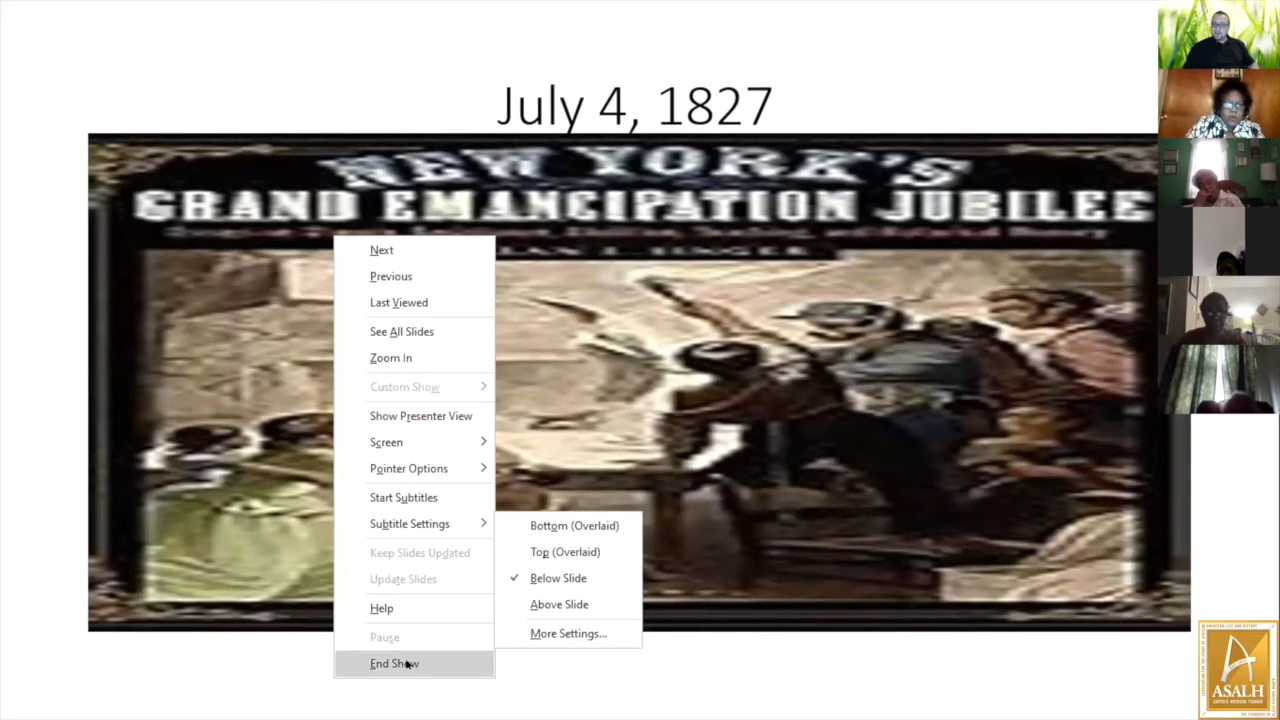 July 4, 1827
NEW YORK'S
GRAND EMANCIPATION JUBILEE
Next
Previous
Last Viewed
See All Slides
Zoom In
Custom Show
Show Presenter View
Screen
Pointer Options
Start Subtitles
Subtitle Settings
Keep Slides Updated
Update Slides
Help
Pause
End Show
Bottom (Overlaid)
Top (Overlaid)
Below Slide
Above Slide
More Settings...
ASALH